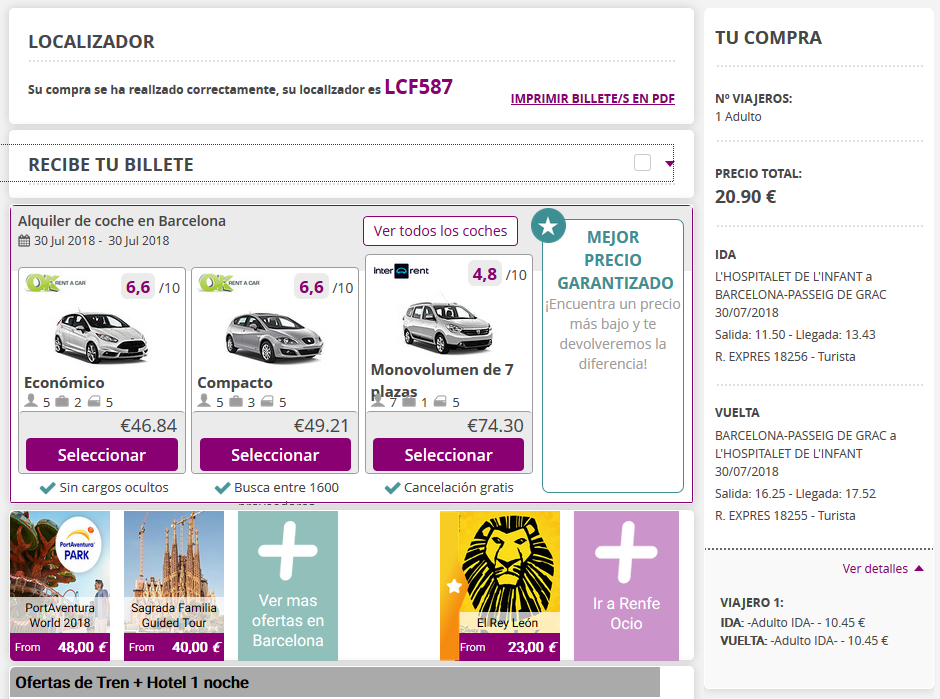 LOCALIZADOR
Su compra se ha realizado correctamente, su localizador es LCF587
IMPRIMIR BILLETE/S EN PDF
RECIBE TU BILLETE
Alquiler de coche en Barcelona
30 Jul 2018 - 30 Jul 2018
Ver todos los coches
OK RENT A CAR
6,6 /10
Económico
5 2 5
€46.84
Seleccionar
Sin cargos ocultos
OK RENT A CAR
6,6 /10
Compacto
5 3 5
€49.21
Seleccionar
Busca entre 1600
proveedores
interrent
4,8 /10
Monovolumen de 7
plazas
7 1 5
€74.30
Seleccionar
Cancelación gratis
MEJOR
PRECIO
GARANTIZADO
¡Encuentra un precio
más bajo y te
devolveremos la
diferencia!
PortAventura
PARK
PortAventura
World 2018
From 48,00 €
Sagrada Familia
Guided Tour
From 40,00 €
Ver mas
ofertas en
Barcelona
El Rey León
From 23,00 €
Ir a Renfe
Ocio
Ofertas de Tren + Hotel 1 noche
TU COMPRA
Nº VIAJEROS:
1 Adulto
PRECIO TOTAL:
20.90 €
IDA
L'HOSPITALET DE L'INFANT a
BARCELONA-PASSEIG DE GRAC
30/07/2018
Salida: 11.50 - Llegada: 13.43
R. EXPRES 18256 - Turista
VUELTA
BARCELONA-PASSEIG DE GRAC a
L'HOSPITALET DE L'INFANT
30/07/2018
Salida: 16.25 - Llegada: 17.52
R. EXPRES 18255 - Turista
Ver detalles
VIAJERO 1:
IDA: -Adulto IDA- - 10.45 €
VUELTA: -Adulto IDA- - 10.45 €